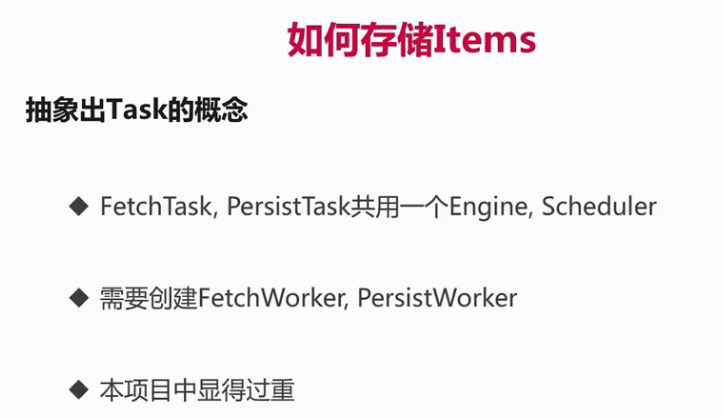 如何存储Items
抽象出Task的概念
◆ FetchTask, PersistTask共用一个Engine, Scheduler
◆ 需要创建FetchWorker, PersistWorker
◆ 本项目中显得过重